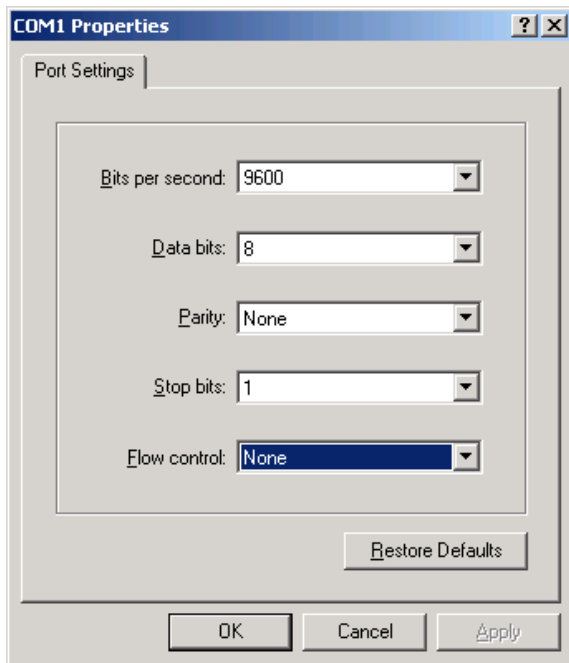 COM1 Properties
Port Settings
Bits per second: 9600
Data bits: 8
Parity: None
Stop bits: 1
Flow control: None
Restore Defaults
OK Cancel Apply